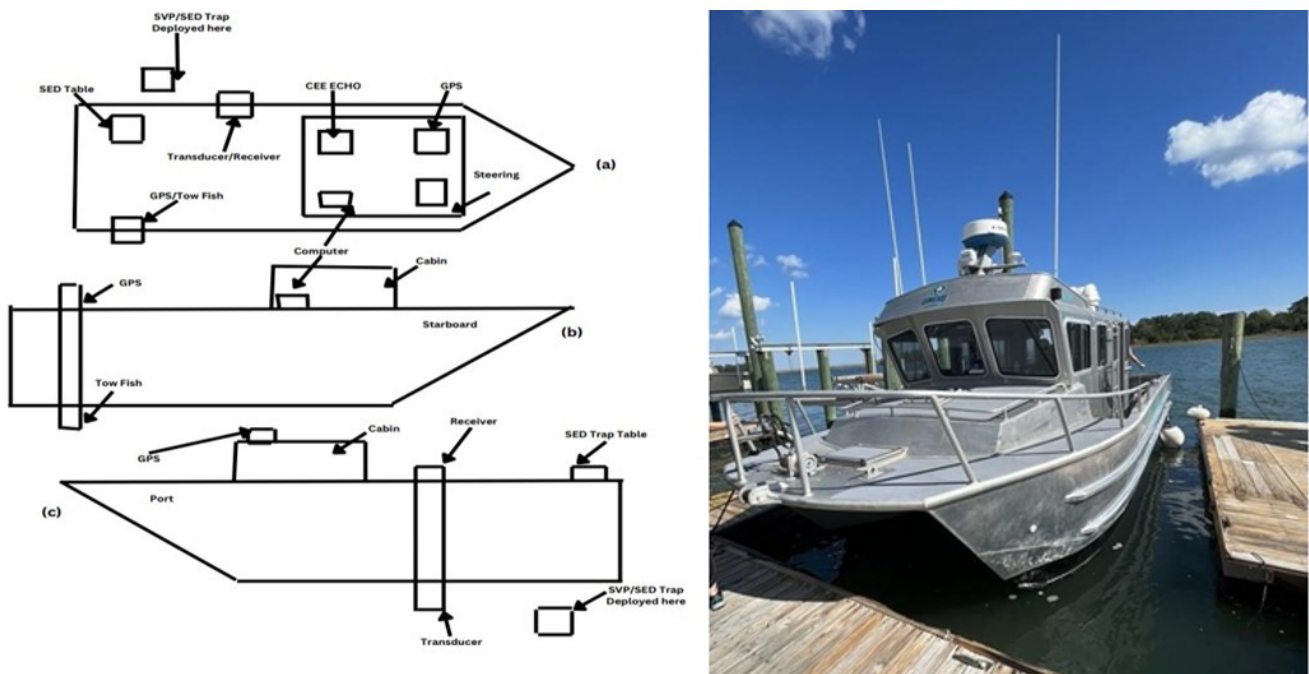 SVP/SED Trap
Deployed here
SED Table
CEE ECHO
GPS
Transducer/Receiver
(a)
Steering
GPS/Tow Fish
Computer
Cabin
GPS
Starboard
(b)
Tow Fish
Receiver
Cabin
SED Trap Table
GPS
Port
(c)
SVP/SED Trap
Deployed here
Transducer